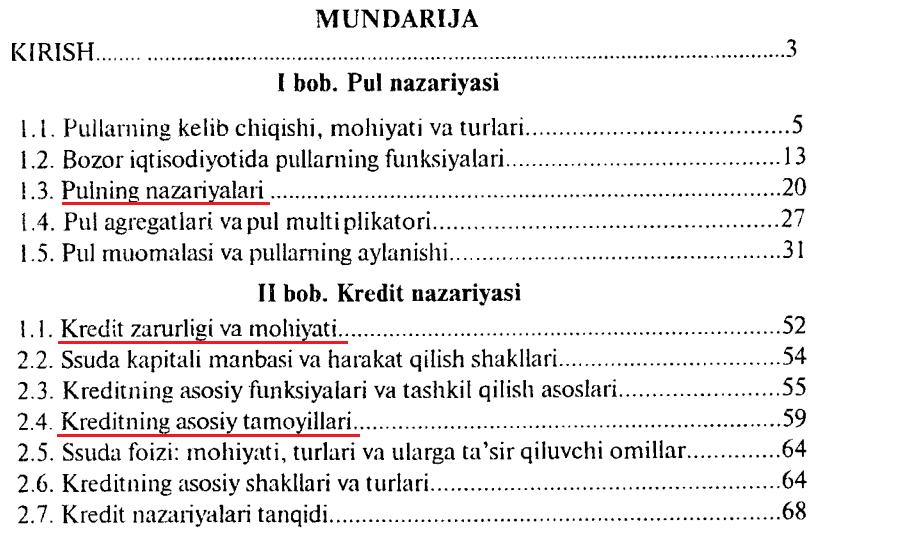 MUNDARIJA
KIRISH........ ........................................................................................3
I bob. Pul nazariyasi
1.1. Pullarning kelib chiqishi, mohiyati va turlari.....................................5
1.2. Bozor iqtisodiyotida pullarning funksiyalari......................................13
1.3. Pulning nazariyalari ........................................................................20
1.4. Pul agregatlari va pul multiplikatori.................................................27
1.5. Pul muomalasi va pullarning aylanishi..............................................31
II bob. Kredit nazariyasi
1.1. Kredit zarurligi va mohiyati..............................................................52
2.2. Ssuda kapitali manbasi va harakat qilish shakllari..............................54
2.3. Kreditning asosiy funksiyalari va tashkil qilish asoslari......................55
2.4. Kreditning asosiy tamoyillari............................................................59
2.5. Ssuda foizi: mohiyati, turlari va ularga ta’sir qiluvchi omillar.............64
2.6. Kreditning asosiy shakllari va turlari.................................................64
2.7. Kredit nazariyalari tanqidi................................................................68